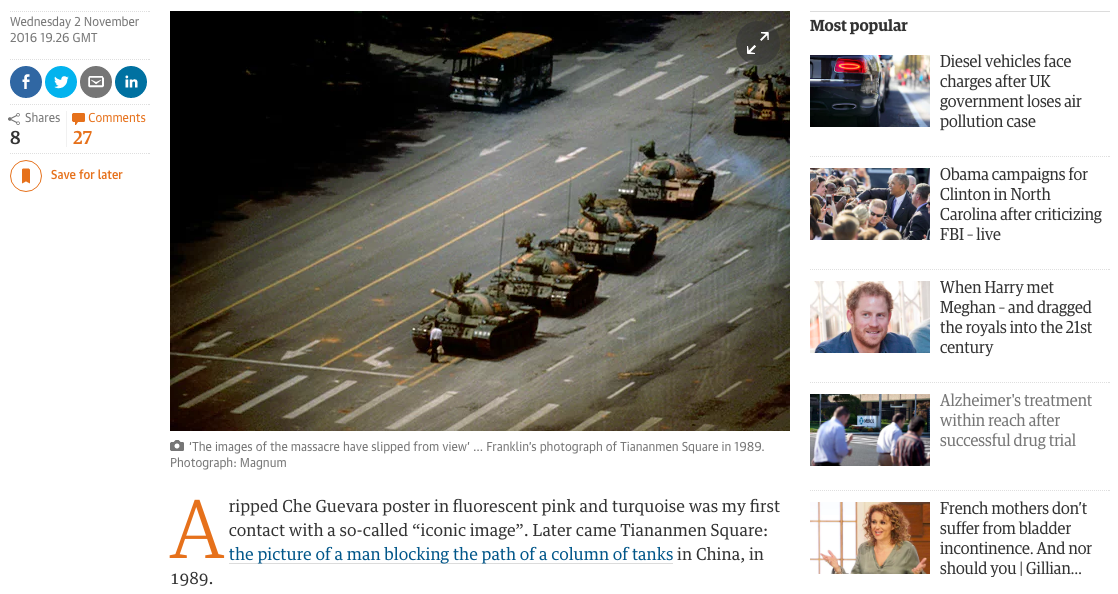 Wednesday 2 November
2016 19.26 GMT
Shares
8
Comments
27
Save for later
‘The images of the massacre have slipped from view’ ... Franklin’s photograph of Tiananmen Square in 1989.
Photograph: Magnum
A ripped Che Guevara poster in fluorescent pink and turquoise was my first
contact with a so-called “iconic image”. Later came Tiananmen Square:
the picture of a man blocking the path of a column of tanks in China, in
1989.
Most popular
Diesel vehicles face
charges after UK
government loses air
pollution case
Obama campaigns for
Clinton in North
Carolina after criticizing
FBI – live
When Harry met
Meghan – and dragged
the royals into the 21st
century
Alzheimer’s treatment
within reach after
successful drug trial
French mothers don’t
suffer from bladder
incontinence. And nor
should you | Gillian...